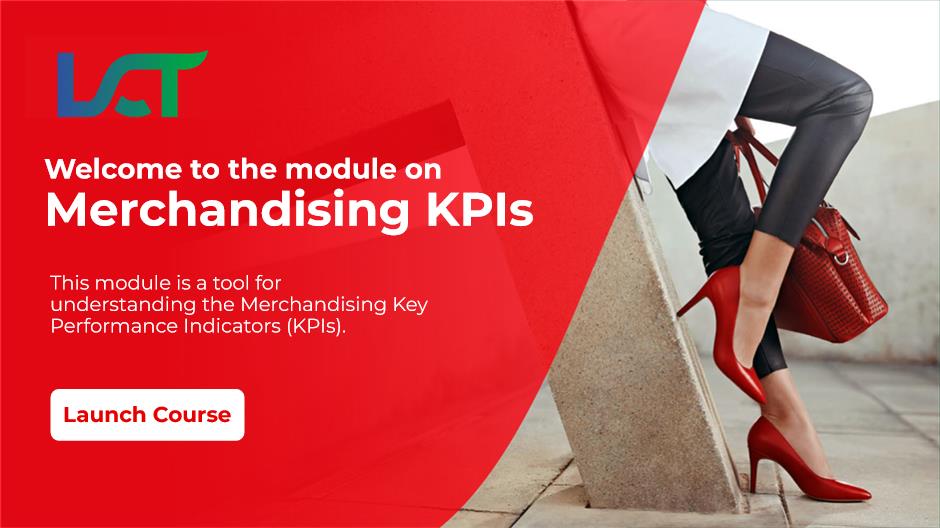 LCT
Welcome to the module on
Merchandising KPIs
This module is a tool for
understanding the Merchandising Key
Performance Indicators (KPIs).
Launch Course